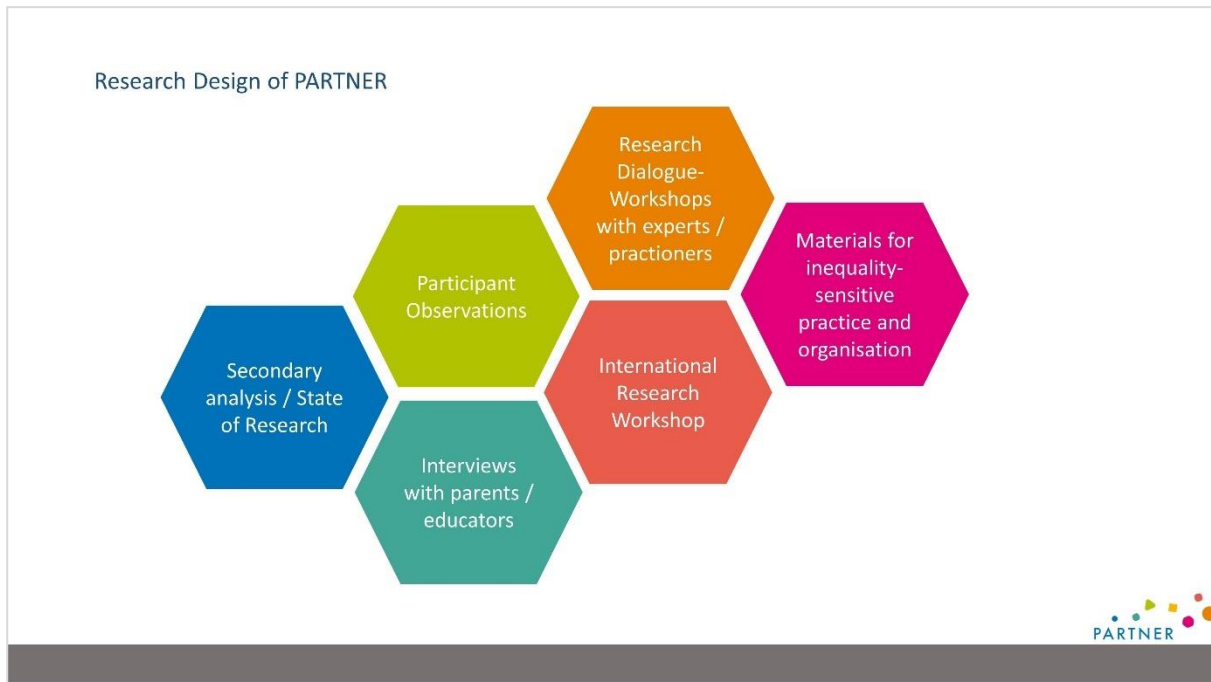 Research Design of PARTNER
Research
Dialogue-
Workshops
with experts /
practioners
Materials for
inequality-
sensitive
practice and
organisation
Participant
Observations
International
Research
Workshop
Secondary
analysis / State
of Research
Interviews
with parents /
educators
PARTNER